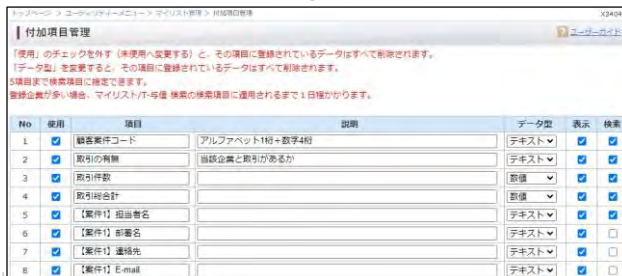 トップページ > ユーティリティーメニュー > マイリスト管理 > 付加項目管理 X3404
付加項目管理 ユーザーガイド
「使用」のチェックを外す（未使用へ変更する）と、その項目に登録されているデータはすべて削除されます。
「データ型」を変更すると、その項目に登録されているデータはすべて削除されます。
5項目まで検索項目に指定できます。
登録企業が多い場合、マイリスト/T-与信 検索の検索項目に適用されるまで1日程かかります。
No 使用 項目 説明 データ型 表示 検索
1 顧客案件コード アルファベット1桁+数字4桁 テキスト
2 取引の有無 当該企業と取引があるか テキスト
3 取引件数 数値
4 取引総合計 数値
5 【案件1】担当者名 テキスト
6 【案件1】部署名 テキスト
7 【案件1】連絡先 テキスト
8 【案件1】E-mail テキスト